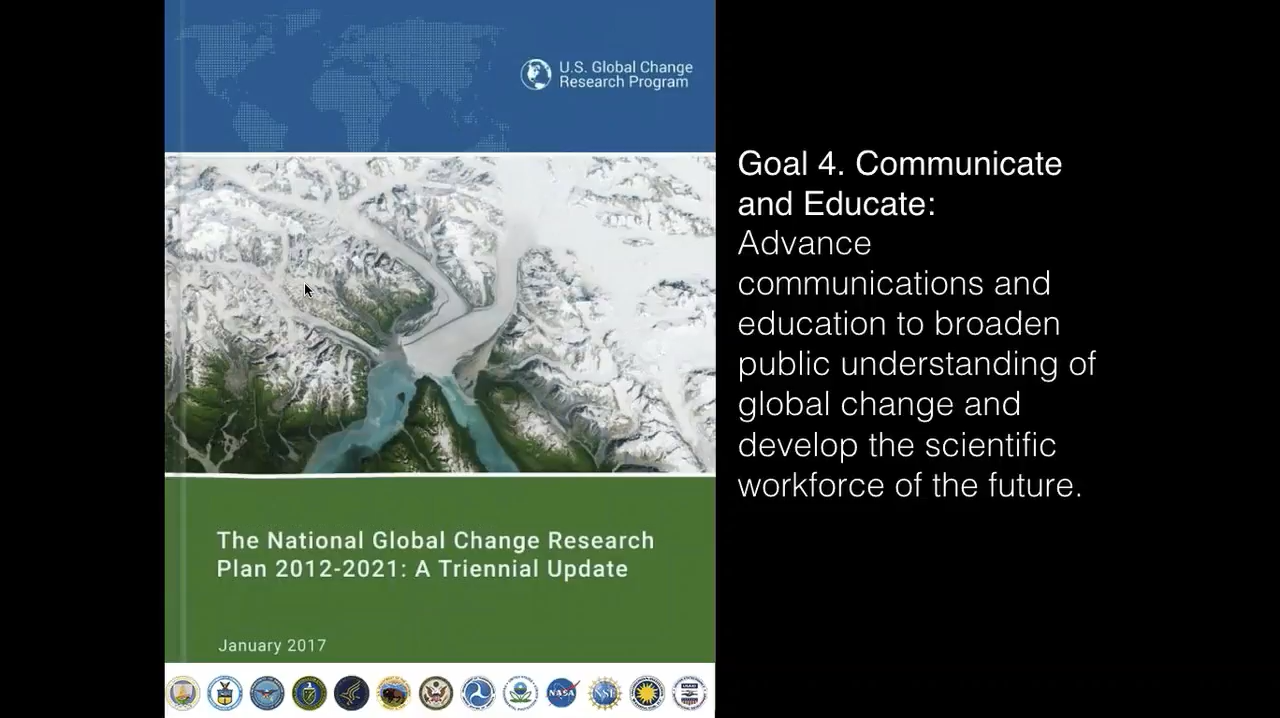 U.S. Global Change
Research Program
Goal 4. Communicate
and Educate:
Advance
communications and
education to broaden
public understanding of
global change and
develop the scientific
workforce of the future.
The National Global Change Research
Plan 2012-2021: A Triennial Update
January 2017
NASA
NSF